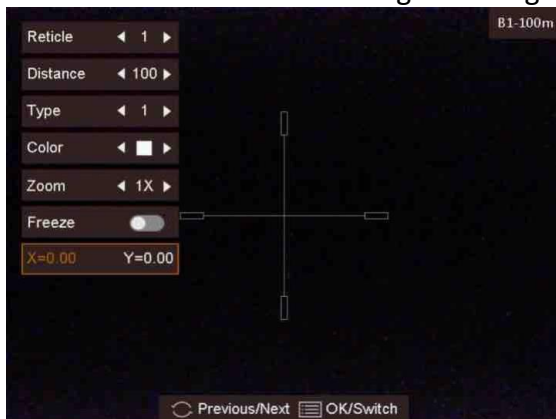 B1-100m
Reticle 1
Distance 100
Type 1
Color
Zoom 1X
Freeze
X=0.00 Y=0.00
Previous/Next OK/Switch